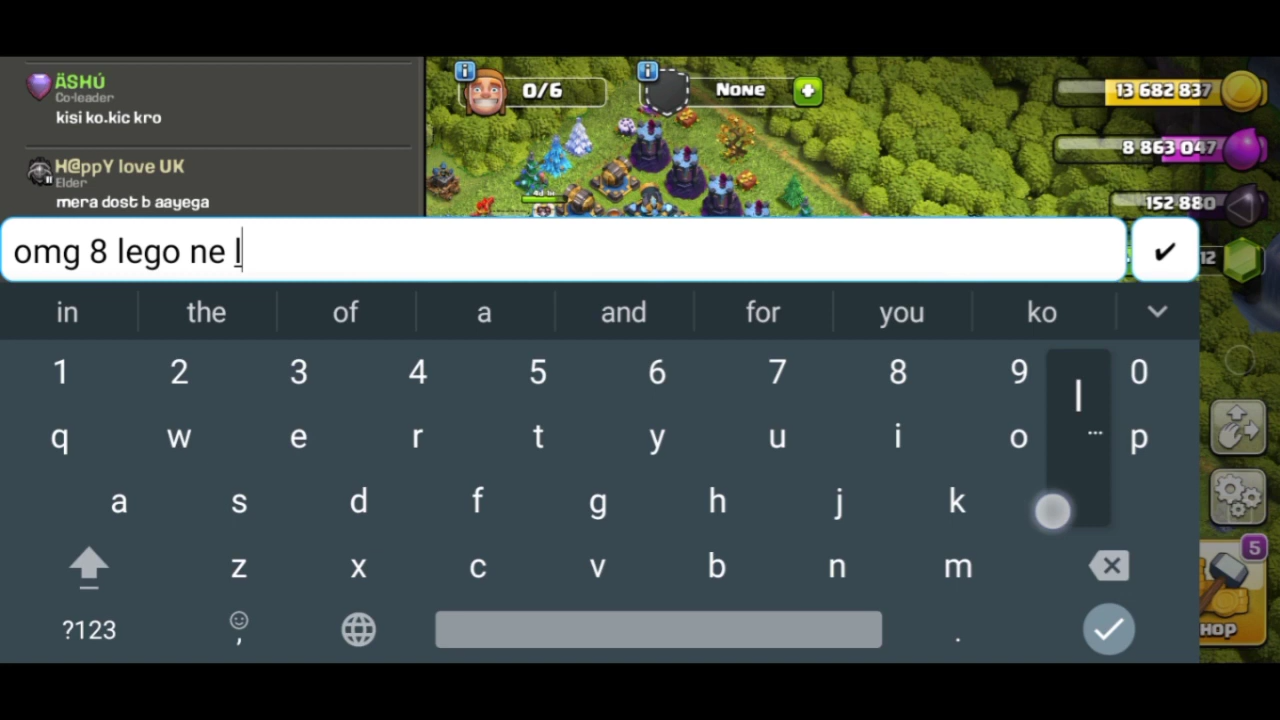 ÄSHÚ
Co-leader
kisi ko.kic kro
H@ppY love UK
Elder
mera dost b aayega
0/6
None
13 682 837
8 863 047
152 880
12
omg 8 lego ne l
in the of a and for you ko
1 2 3 4 5 6 7 8 9 0
l
q w e r t y u i o p
a s d f g h j k
z x c v b n m
?123 , .
5
HOP